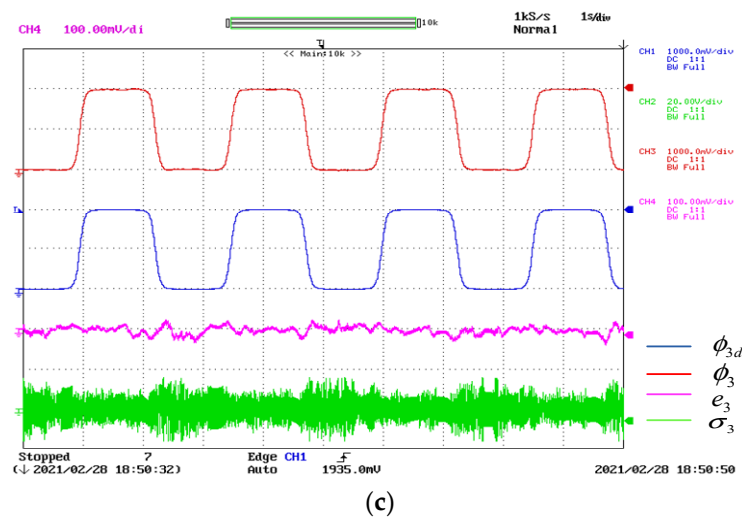 CH4 100.00mV/di
10k
1kS/s 1s/div
Normal
<< Main:10k >>
T
CH1 1000.0mV/div
DC 1:1
BW Full
CH2 20.00V/div
DC 1:1
BW Full
CH3 1000.0mV/div
DC 1:1
BW Full
CH4 100.00mV/div
DC 1:1
BW Full
ϕ3d
ϕ3
e3
σ3
Stopped 7 Edge CH1
(↓ 2021/02/28 18:50:32) Auto 1935.0mV 2021/02/28 18:50:50
(c)